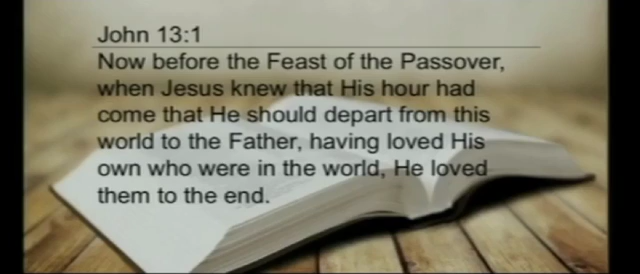 John 13:1
Now before the Feast of the Passover,
when Jesus knew that His hour had
come that He should depart from this
world to the Father, having loved His
own who were in the world, He loved
them to the end.